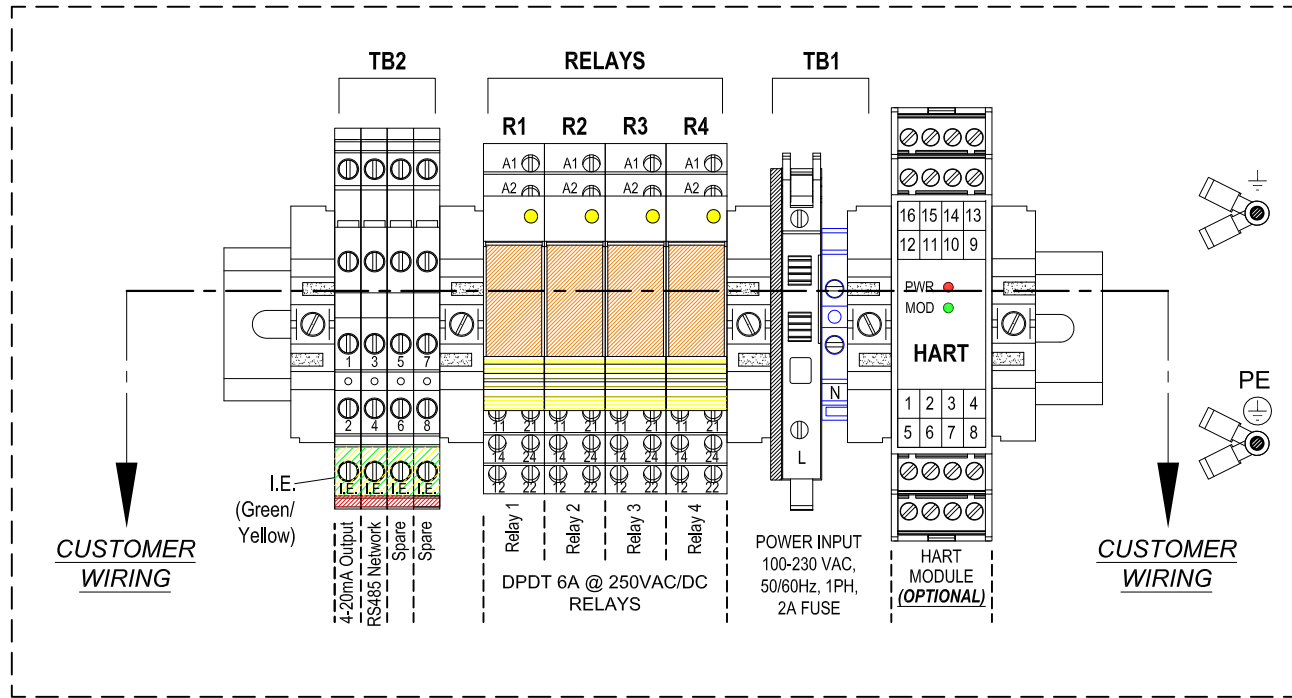 TB2
RELAYS
TB1
R1 R2 R3 R4
A1 A1 A1 A1
A2 A2 A2 A2
16 15 14 13
12 11 10 9
PWR
MOD
HART
1 3 5 7
2 4 6 8
I.E. I.E. I.E. I.E.
I.E.
(Green/
Yellow)
11 21 11 21 11 21 11 21
14 24 14 24 14 24 14 24
12 22 12 22 12 22 12 22
N
L
1 2 3 4
5 6 7 8
PE
CUSTOMER
WIRING
4-20mA Output
RS485 Network
Spare
Spare
Relay 1
Relay 2
Relay 3
Relay 4
DPDT 6A @ 250VAC/DC
RELAYS
POWER INPUT
100-230 VAC,
50/60Hz, 1PH,
2A FUSE
HART
MODULE
(OPTIONAL)
CUSTOMER
WIRING